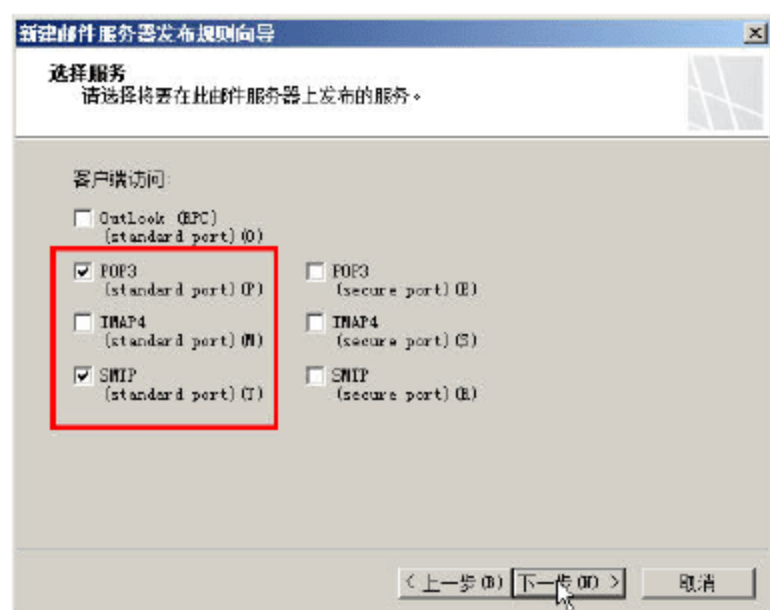 新建邮件服务器发布规则向导
选择服务
请选择将要在此邮件服务器上发布的服务。
客户端访问:
Outlook (RPC)
(standard port)(O)
POP3
(standard port)(P)
POP3
(secure port)(E)
IMAP4
(standard port)(M)
IMAP4
(secure port)(S)
SMTP
(standard port)(T)
SMTP
(secure port)(R)
<上一步(B)
下一步(N) >
取消